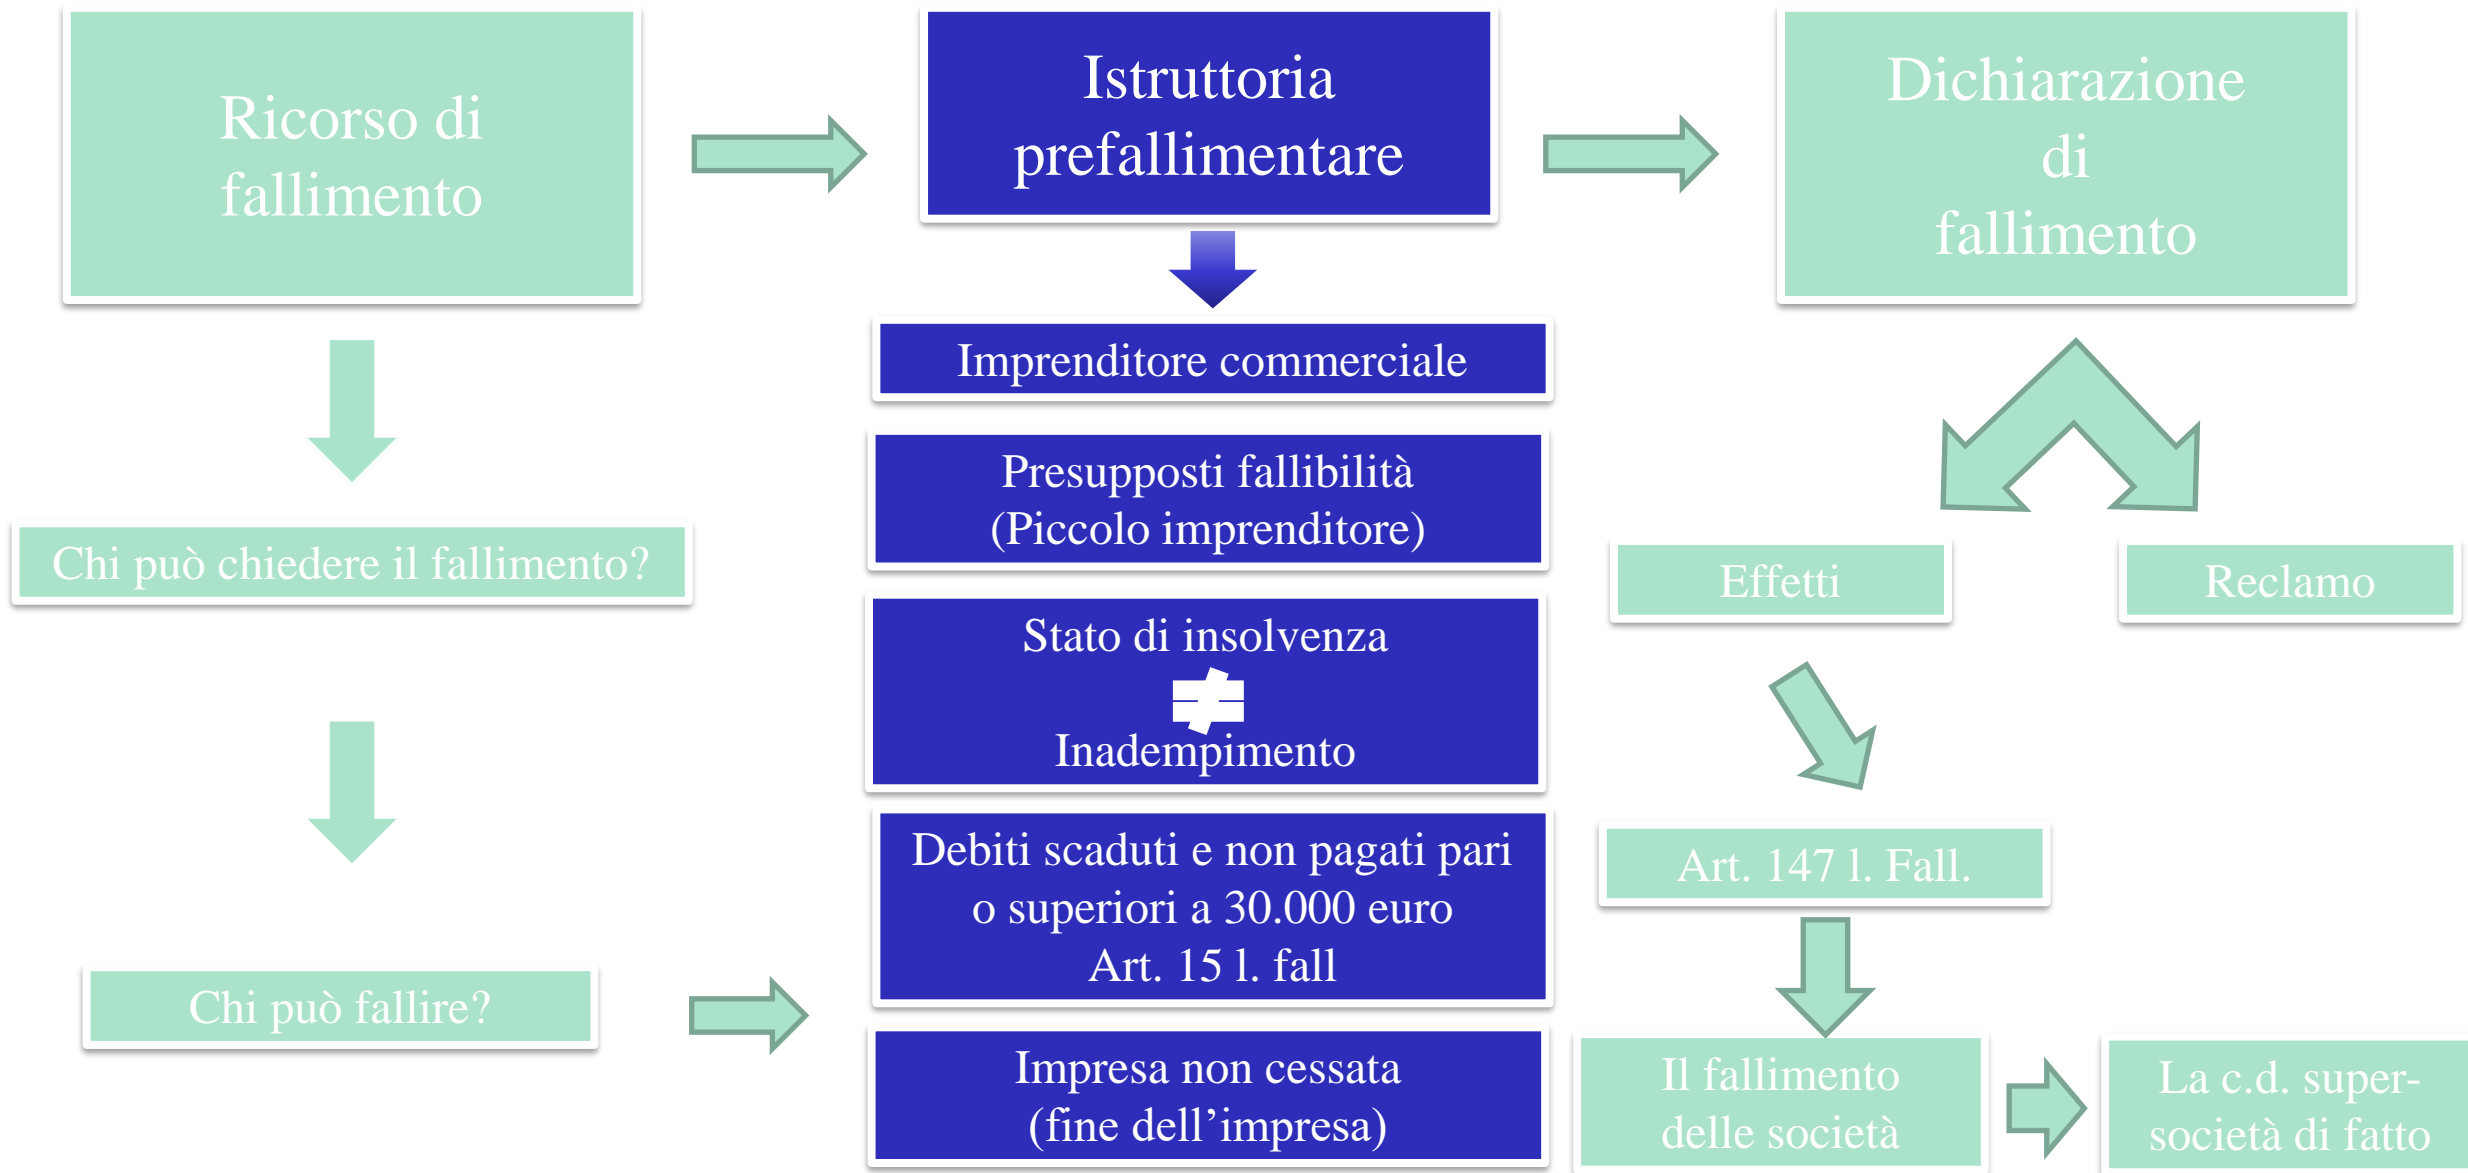 Ricorso di
fallimento
Istruttoria
prefallimentare
Dichiarazione
di
fallimento
Chi può chiedere il fallimento?
Chi può fallire?
Imprenditore commerciale
Presupposti fallibilità
(Piccolo imprenditore)
Stato di insolvenza
≠
Inadempimento
Debiti scaduti e non pagati pari
o superiori a 30.000 euro
Art. 15 l. fall
Impresa non cessata
(fine dell’impresa)
Effetti
Reclamo
Art. 147 l. Fall.
Il fallimento
delle società
La c.d. super-
società di fatto